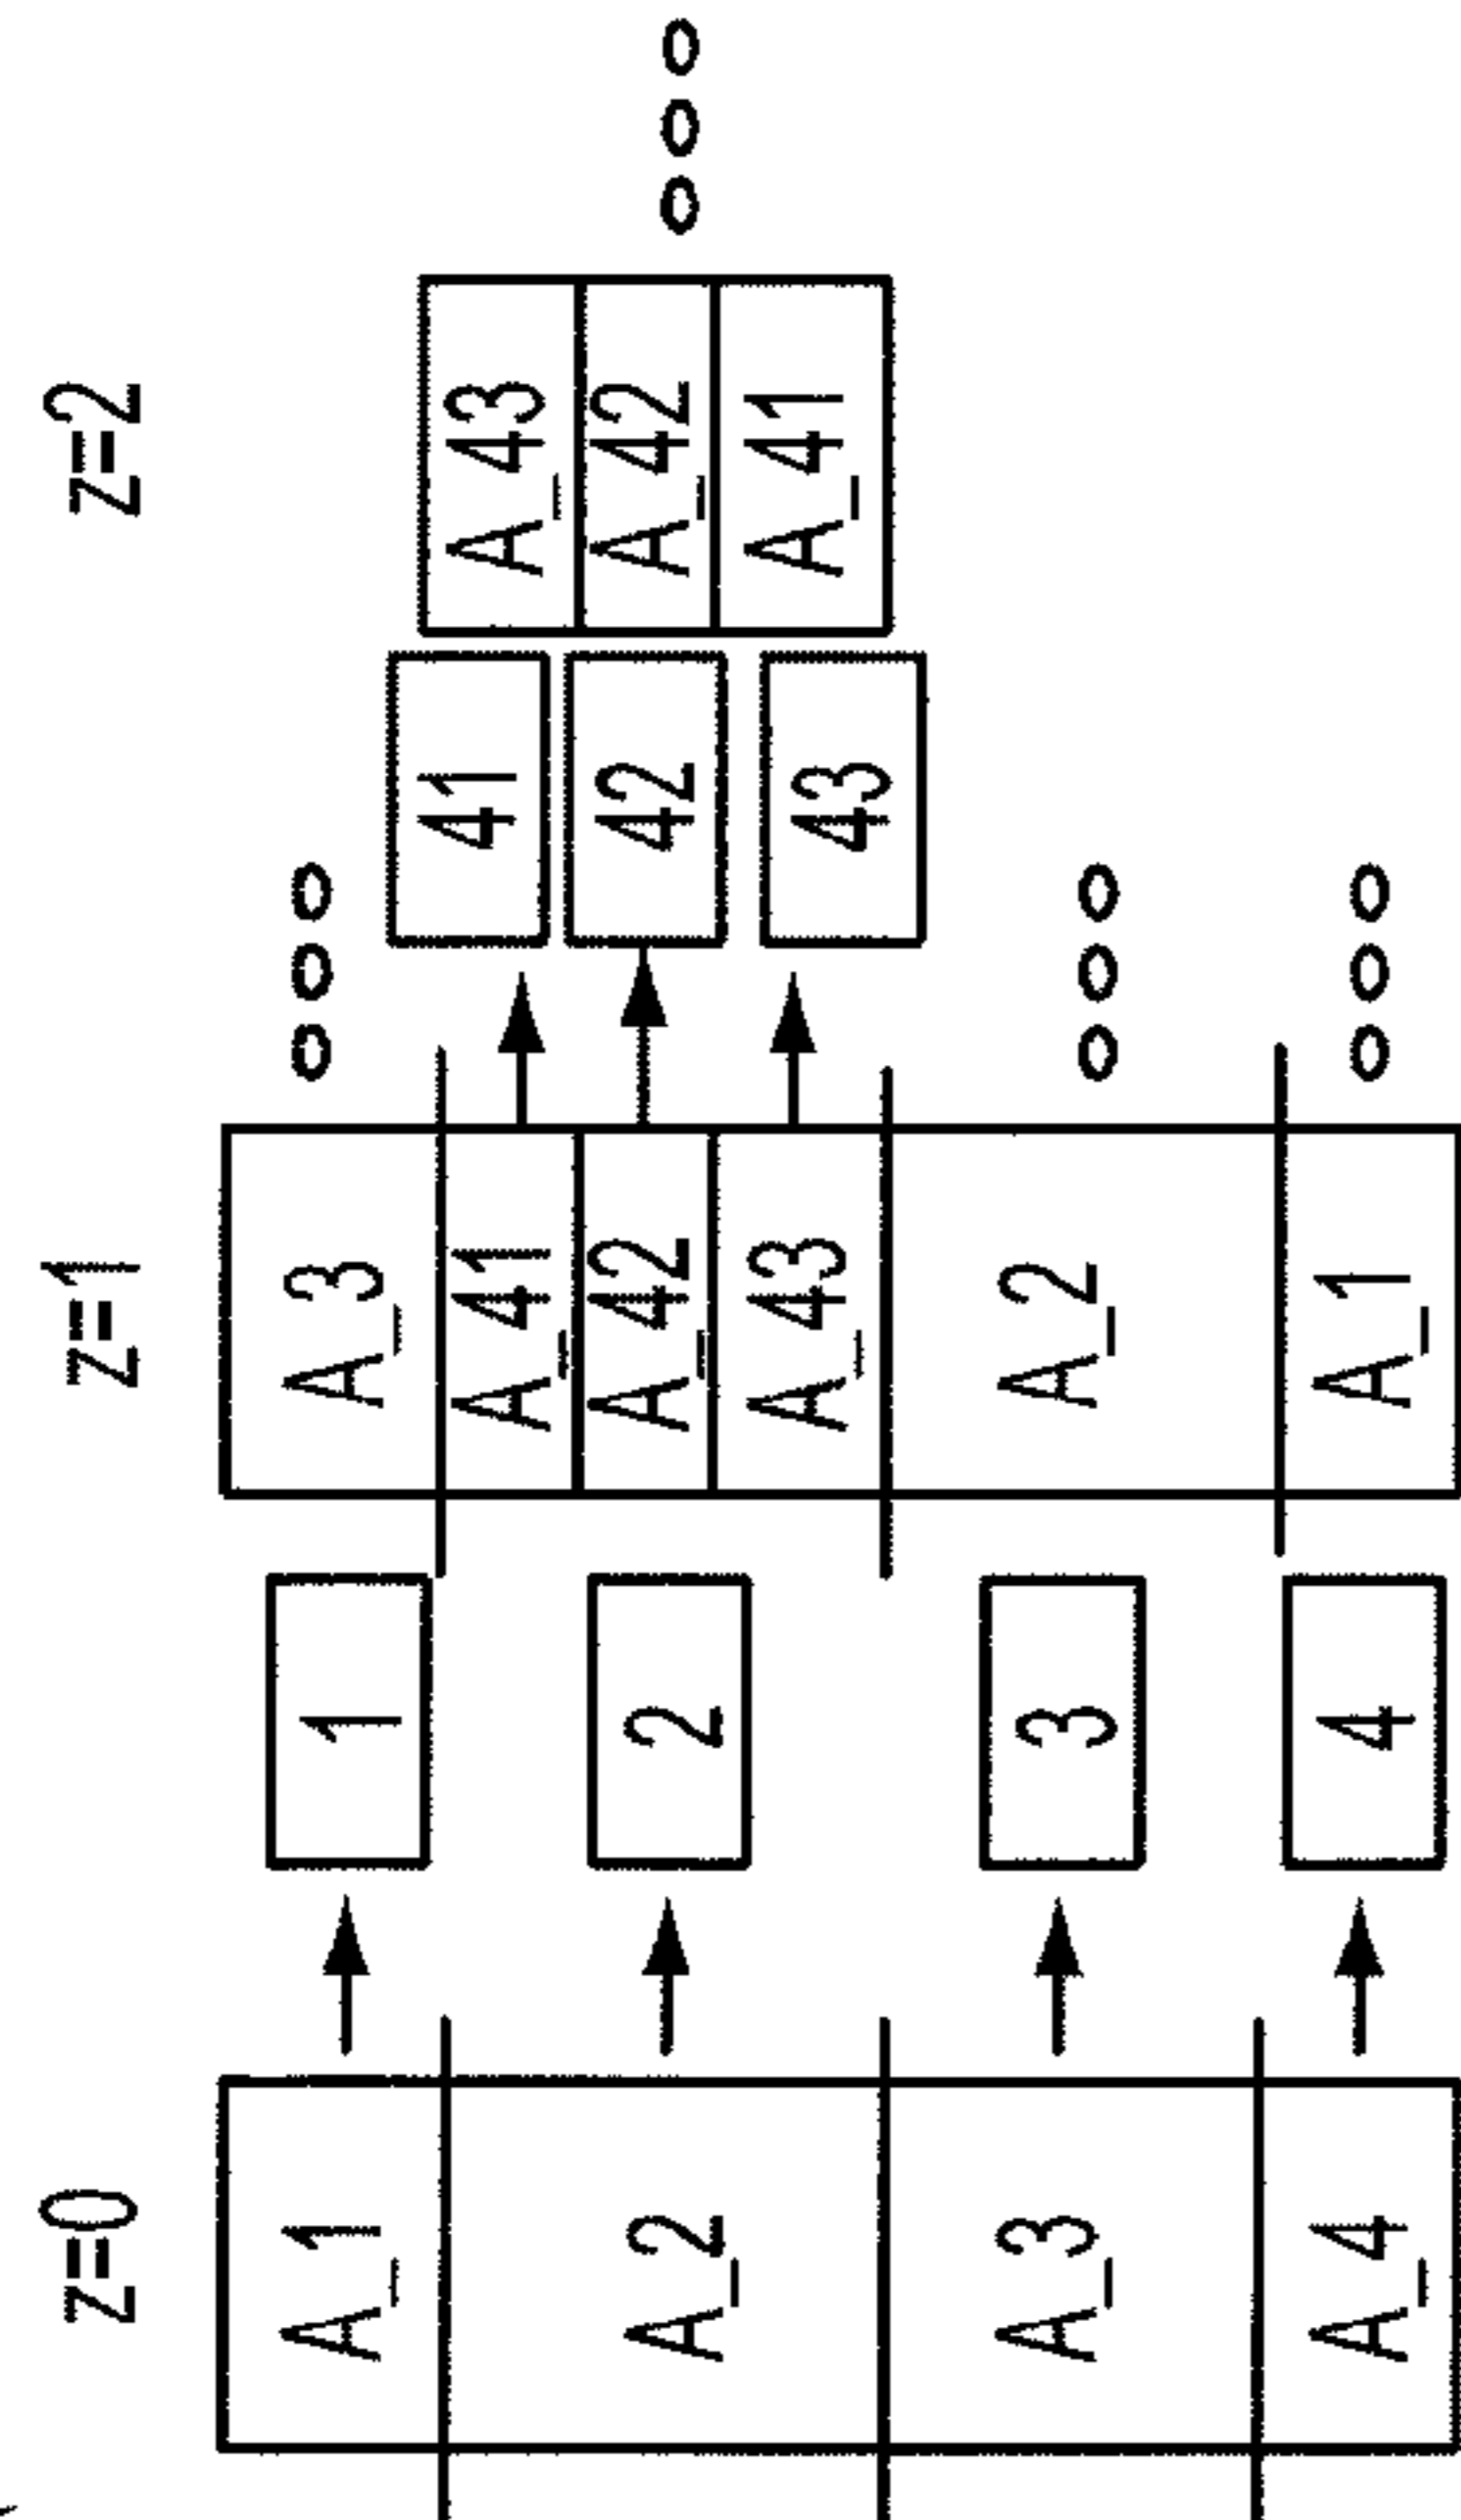 z=0 z=1 z=2
A_1 1 A_3 o o o
A_41 41 A_43
A_2 2 A_42 42 A_42 o o o
A_43 43 A_41
A_3 3 A_2 o o o
A_4 4 A_1 o o o